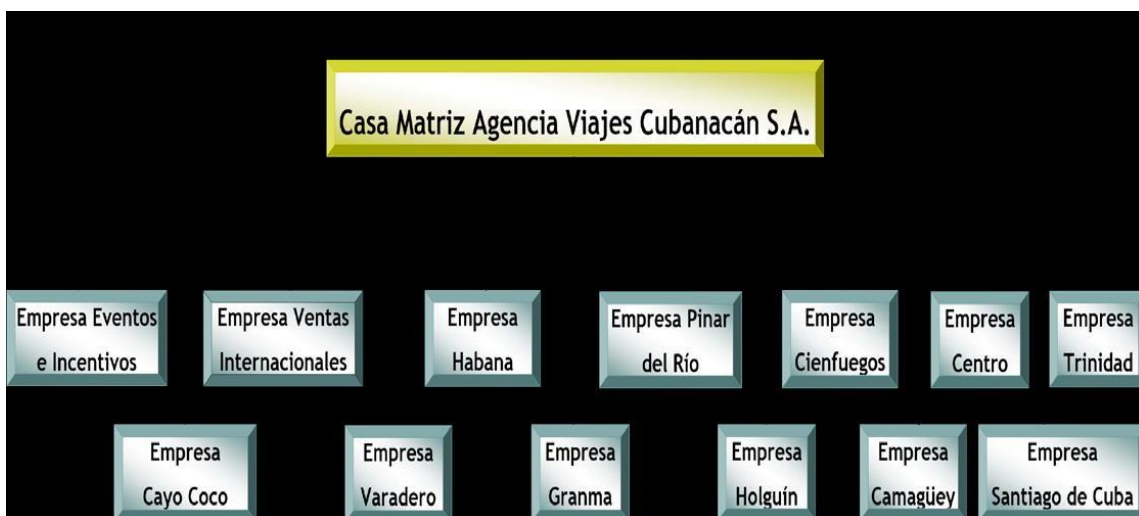 Casa Matriz Agencia Viajes Cubanacán S.A.
Empresa Eventos
e Incentivos
Empresa Ventas
Internacionales
Empresa
Habana
Empresa Pinar
del Río
Empresa
Cienfuegos
Empresa
Centro
Empresa
Trinidad
Empresa
Cayo Coco
Empresa
Varadero
Empresa
Granma
Empresa
Holguín
Empresa
Camagüey
Empresa
Santiago de Cuba